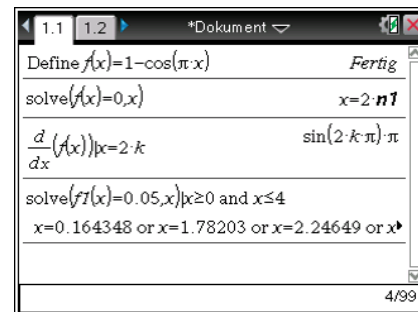 1.1 1.2 *Dokument
Define f(x)=1−cos(π·x) Fertig
solve(f(x)=0,x) x=2·n1
d/dx(f(x))|x=2·k sin(2·k·π)·π
solve(f1(x)=0.05,x)|x≥0 and x≤4
x=0.164348 or x=1.78203 or x=2.24649 or x
4/99